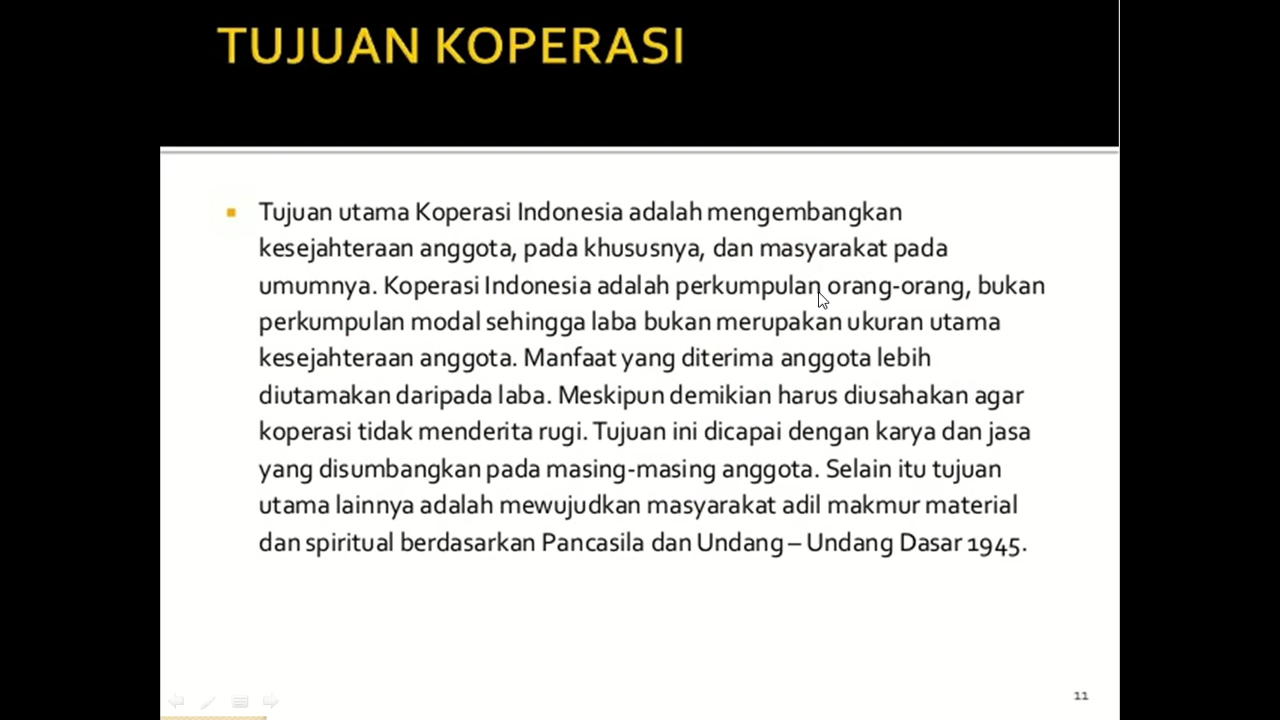 TUJUAN KOPERASI
Tujuan utama Koperasi Indonesia adalah mengembangkan
kesejahteraan anggota, pada khususnya, dan masyarakat pada
umumnya. Koperasi Indonesia adalah perkumpulan orang-orang, bukan
perkumpulan modal sehingga laba bukan merupakan ukuran utama
kesejahteraan anggota. Manfaat yang diterima anggota lebih
diutamakan daripada laba. Meskipun demikian harus diusahakan agar
koperasi tidak menderita rugi. Tujuan ini dicapai dengan karya dan jasa
yang disumbangkan pada masing-masing anggota. Selain itu tujuan
utama lainnya adalah mewujudkan masyarakat adil makmur material
dan spiritual berdasarkan Pancasila dan Undang – Undang Dasar 1945.
11